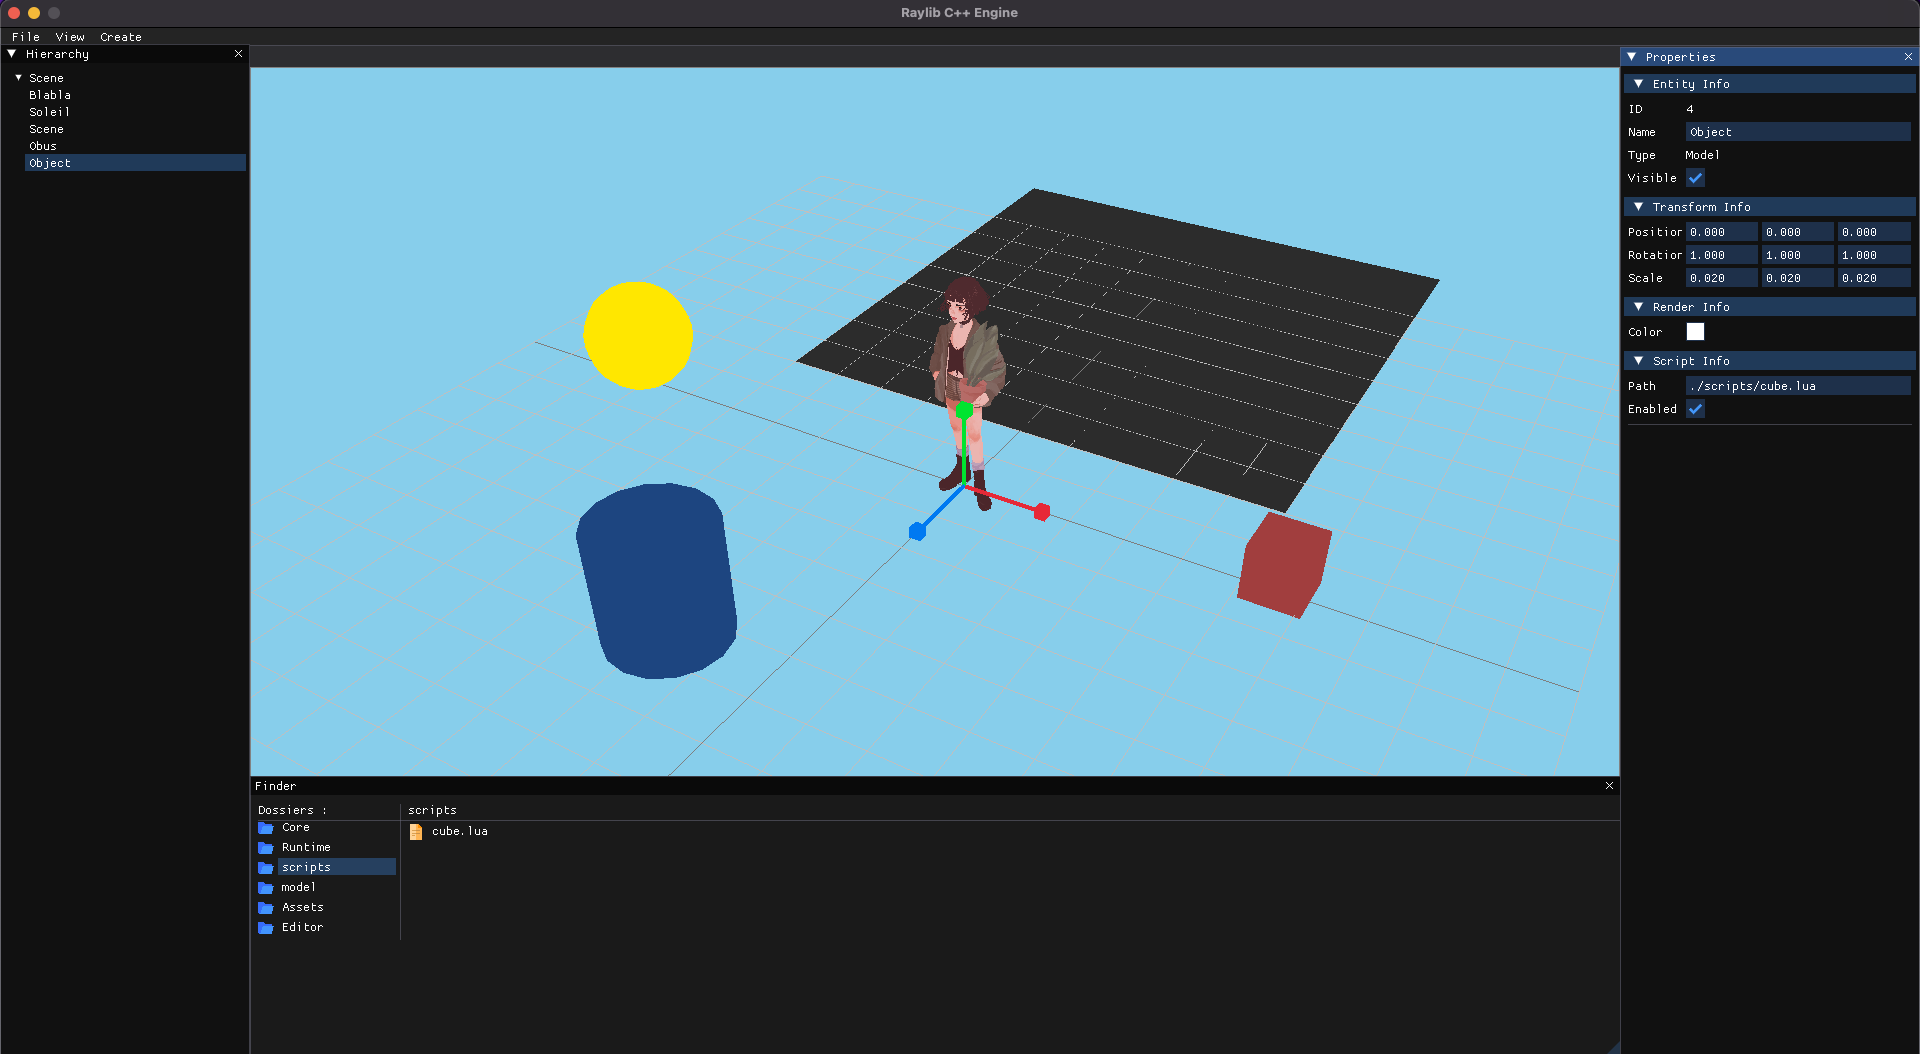 Raylib C++ Engine
File View Create
Hierarchy
Scene
Blabla
Soleil
Scene
Obus
Object
Properties
Entity Info
ID 4
Name Object
Type Model
Visible
Transform Info
Position 0.000 0.000 0.000
Rotation 1.000 1.000 1.000
Scale 0.020 0.020 0.020
Render Info
Color
Script Info
Path ./scripts/cube.lua
Enabled
Finder
Dossiers :
Core
Runtime
scripts
model
Assets
Editor
scripts
cube.lua